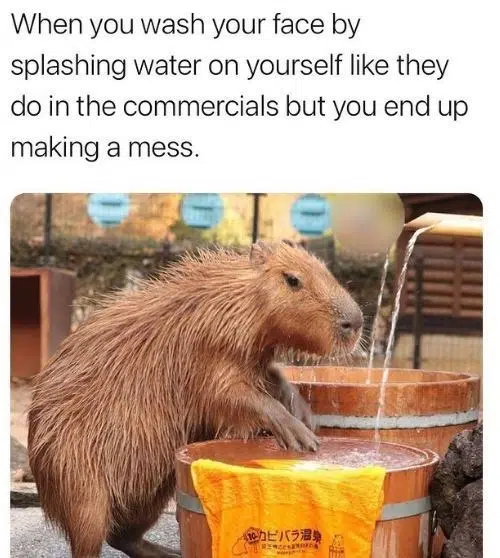 When you wash your face by
splashing water on yourself like they
do in the commercials but you end up
making a mess.
カピバラ温泉